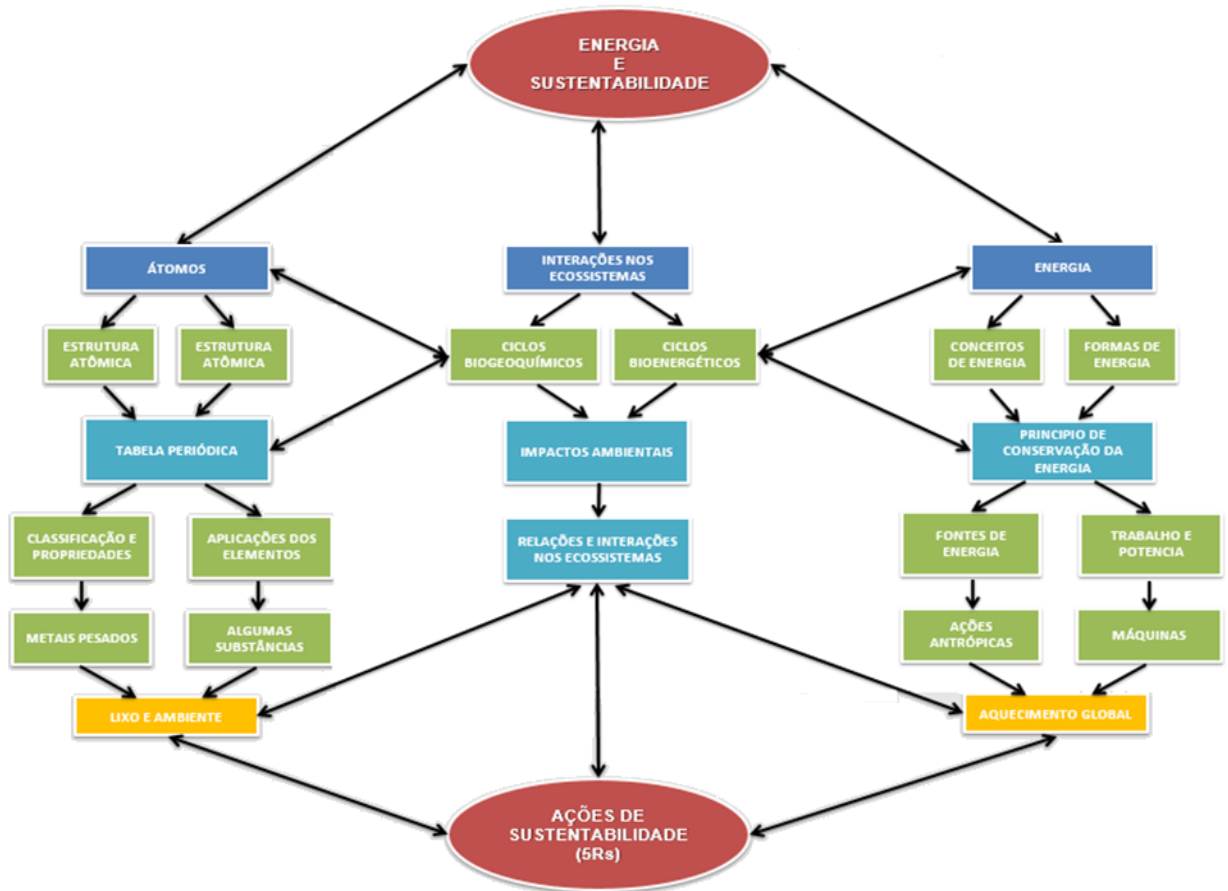 ENERGIA
E
SUSTENTABILIDADE
ÁTOMOS
INTERAÇÕES NOS
ECOSSISTEMAS
ENERGIA
ESTRUTURA
ATÔMICA
ESTRUTURA
ATÔMICA
CICLOS
BIOGEOQUÍMICOS
CICLOS
BIOENERGÉTICOS
CONCEITOS
DE ENERGIA
FORMAS DE
ENERGIA
TABELA PERIÓDICA
IMPACTOS AMBIENTAIS
PRINCIPIO DE
CONSERVAÇÃO DA
ENERGIA
CLASSIFICAÇÃO E
PROPRIEDADES
APLICAÇÕES DOS
ELEMENTOS
RELAÇÕES E INTERAÇÕES
NOS ECOSSISTEMAS
FONTES DE
ENERGIA
TRABALHO E
POTENCIA
METAIS PESADOS
ALGUMAS
SUBSTÂNCIAS
AÇÕES
ANTRÓPICAS
MÁQUINAS
LIXO E AMBIENTE
AQUECIMENTO GLOBAL
AÇÕES DE
SUSTENTABILIDADE
(5Rs)